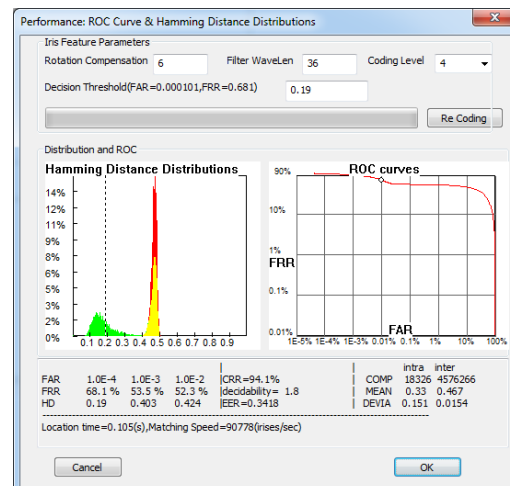 Performance: ROC Curve & Hamming Distance Distributions
Iris Feature Parameters
Rotation Compensation 6 Filter WaveLen 36 Coding Level 4
Decision Threshold(FAR=0.000101,FRR=0.681) 0.19
Re Coding
Distribution and ROC
Hamming Distance Distributions
14%
12%
11%
9%
8%
6%
5%
3%
2%
0%
0.1 0.2 0.3 0.4 0.5 0.6 0.7 0.8 0.9
ROC curves
90%
10%
1%
FRR
0.1%
0.01%
FAR
1E-5% 1E-4% 1E-3% 0.01% 0.1% 1% 10% 100%
intra inter
FAR 1.0E-4 1.0E-3 1.0E-2 |CRR=94.1% | COMP 18326 4576266
FRR 68.1 % 53.5 % 52.3 % |decidability= 1.8 | MEAN 0.33 0.467
HD 0.19 0.403 0.424 |EER=0.3418 | DEVIA 0.151 0.0154
Location time=0.105(s),Matching Speed=90778(irises/sec)
Cancel OK